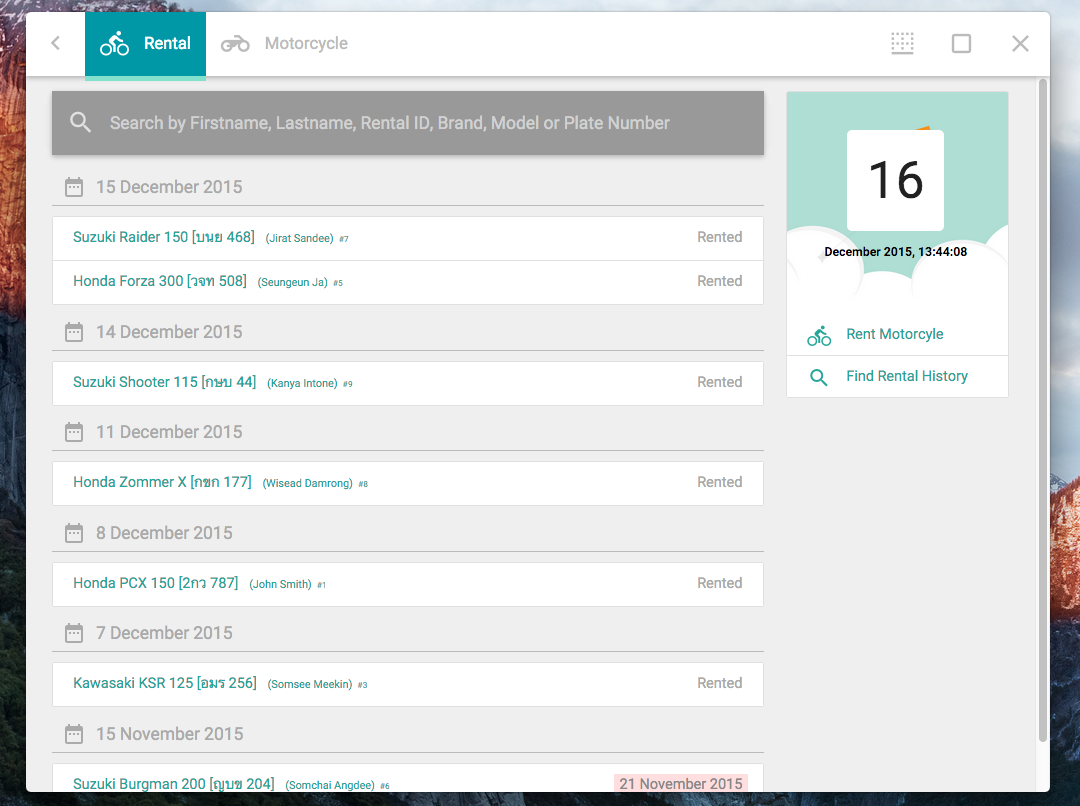 Rental
Motorcycle
Search by Firstname, Lastname, Rental ID, Brand, Model or Plate Number
15 December 2015
Suzuki Raider 150 [บนย 468] (Jirat Sandee) #7 Rented
Honda Forza 300 [วจท 508] (Seungeun Ja) #5 Rented
14 December 2015
Suzuki Shooter 115 [กษบ 44] (Kanya Intone) #9 Rented
11 December 2015
Honda Zommer X [กขก 177] (Wisead Damrong) #8 Rented
8 December 2015
Honda PCX 150 [2กว 787] (John Smith) #1 Rented
7 December 2015
Kawasaki KSR 125 [อมร 256] (Somsee Meekin) #3 Rented
15 November 2015
Suzuki Burgman 200 [ญบข 204] (Somchai Angdee) #6 21 November 2015
16
December 2015, 13:44:08
Rent Motorcyle
Find Rental History